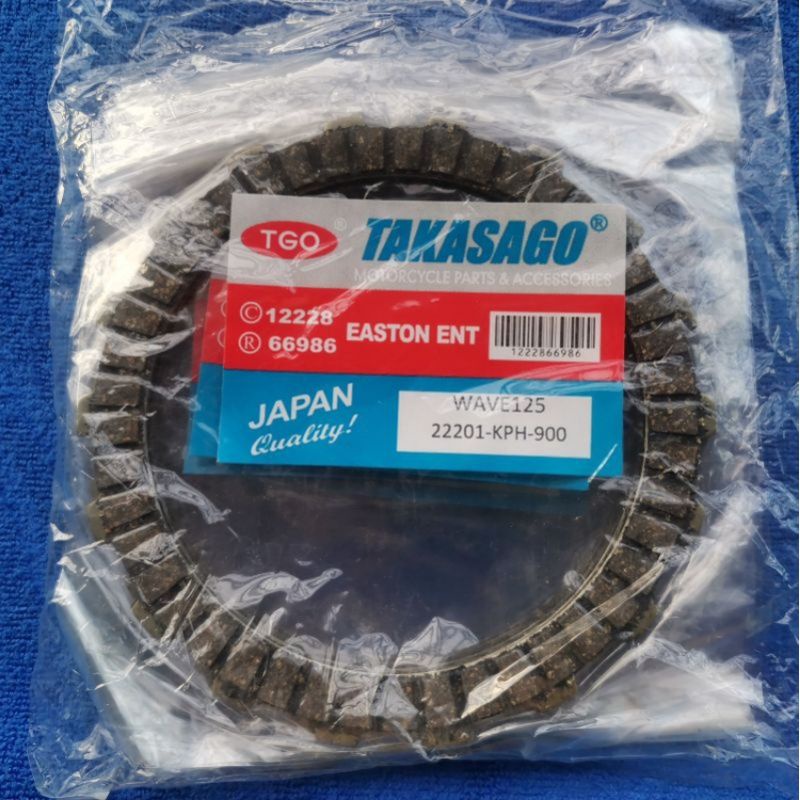 TGO ® TAKASAGO®
MOTORCYCLE PARTS & ACCESSORIES
© 12228
® 66986
EASTON ENT
1222866986
JAPAN
Quality!
WAVE125
22201-KPH-900